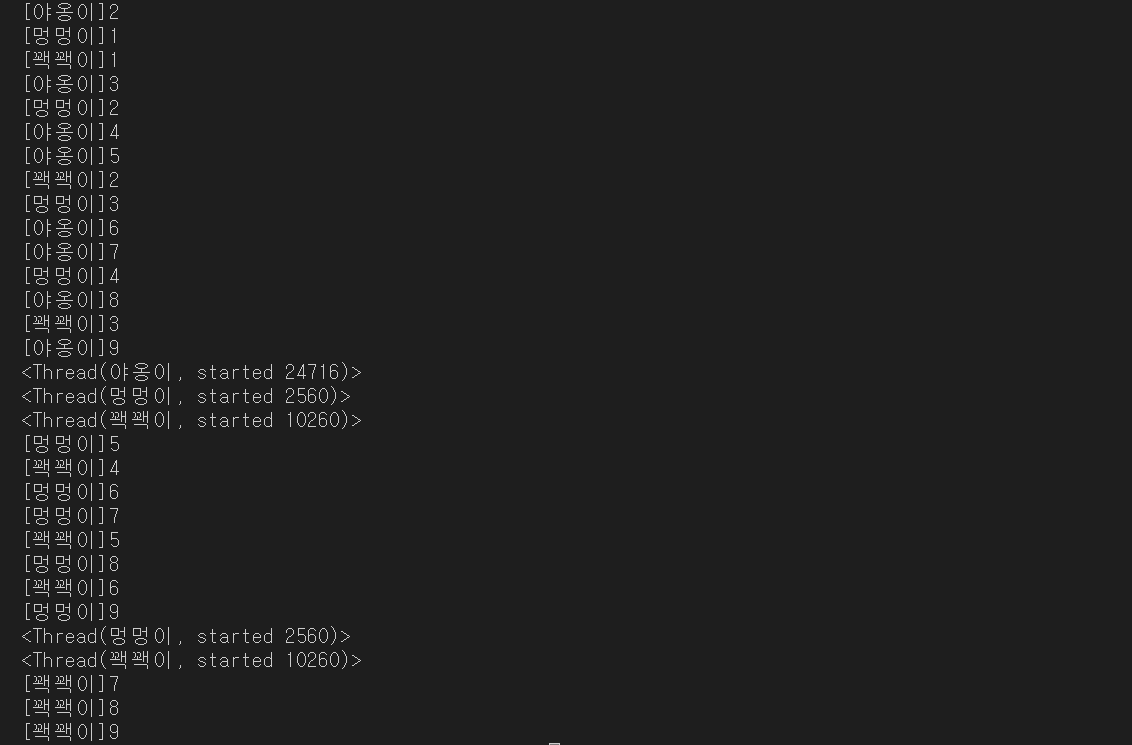 [야옹이]2
[멍멍이]1
[꽥꽥이]1
[야옹이]3
[멍멍이]2
[야옹이]4
[야옹이]5
[꽥꽥이]2
[멍멍이]3
[야옹이]6
[야옹이]7
[멍멍이]4
[야옹이]8
[꽥꽥이]3
[야옹이]9
<Thread(야옹이, started 24716)>
<Thread(멍멍이, started 2560)>
<Thread(꽥꽥이, started 10260)>
[멍멍이]5
[꽥꽥이]4
[멍멍이]6
[멍멍이]7
[꽥꽥이]5
[멍멍이]8
[꽥꽥이]6
[멍멍이]9
<Thread(멍멍이, started 2560)>
<Thread(꽥꽥이, started 10260)>
[꽥꽥이]7
[꽥꽥이]8
[꽥꽥이]9